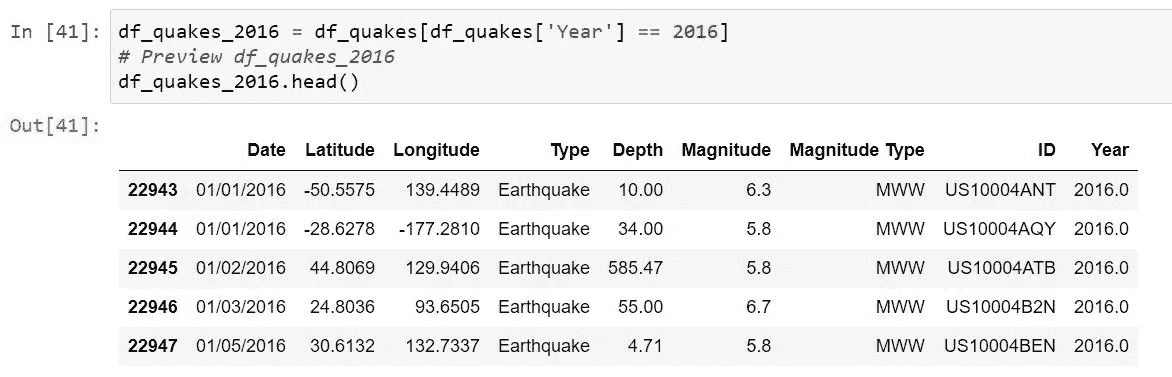 In [41]: df_quakes_2016 = df_quakes[df_quakes['Year'] == 2016]
# Preview df_quakes_2016
df_quakes_2016.head()
Out[41]:
Date Latitude Longitude Type Depth Magnitude Magnitude Type ID Year
22943 01/01/2016 -50.5575 139.4489 Earthquake 10.00 6.3 MWW US10004ANT 2016.0
22944 01/01/2016 -28.6278 -177.2810 Earthquake 34.00 5.8 MWW US10004AQY 2016.0
22945 01/02/2016 44.8069 129.9406 Earthquake 585.47 5.8 MWW US10004ATB 2016.0
22946 01/03/2016 24.8036 93.6505 Earthquake 55.00 6.7 MWW US10004B2N 2016.0
22947 01/05/2016 30.6132 132.7337 Earthquake 4.71 5.8 MWW US10004BEN 2016.0